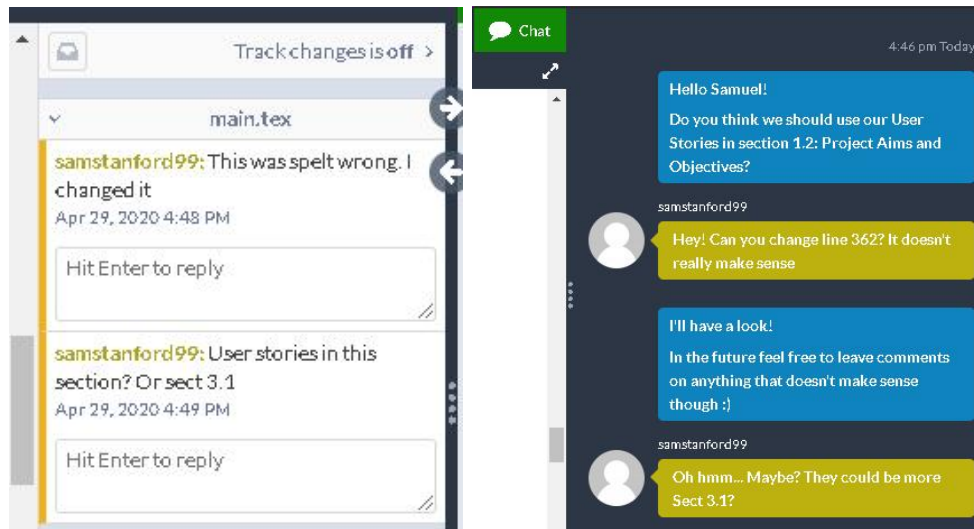 Track changes is off >
main.tex
samstanford99: This was spelt wrong. I
changed it
Apr 29, 2020 4:48 PM
Hit Enter to reply
samstanford99: User stories in this
section? Or sect 3.1
Apr 29, 2020 4:49 PM
Hit Enter to reply
Chat
4:46 pm Today
Hello Samuel!
Do you think we should use our User
Stories in section 1.2: Project Aims and
Objectives?
samstanford99
Hey! Can you change line 362? It doesn't
really make sense
I'll have a look!
In the future feel free to leave comments
on anything that doesn't make sense
though :)
samstanford99
Oh hmm... Maybe? They could be more
Sect 3.1?